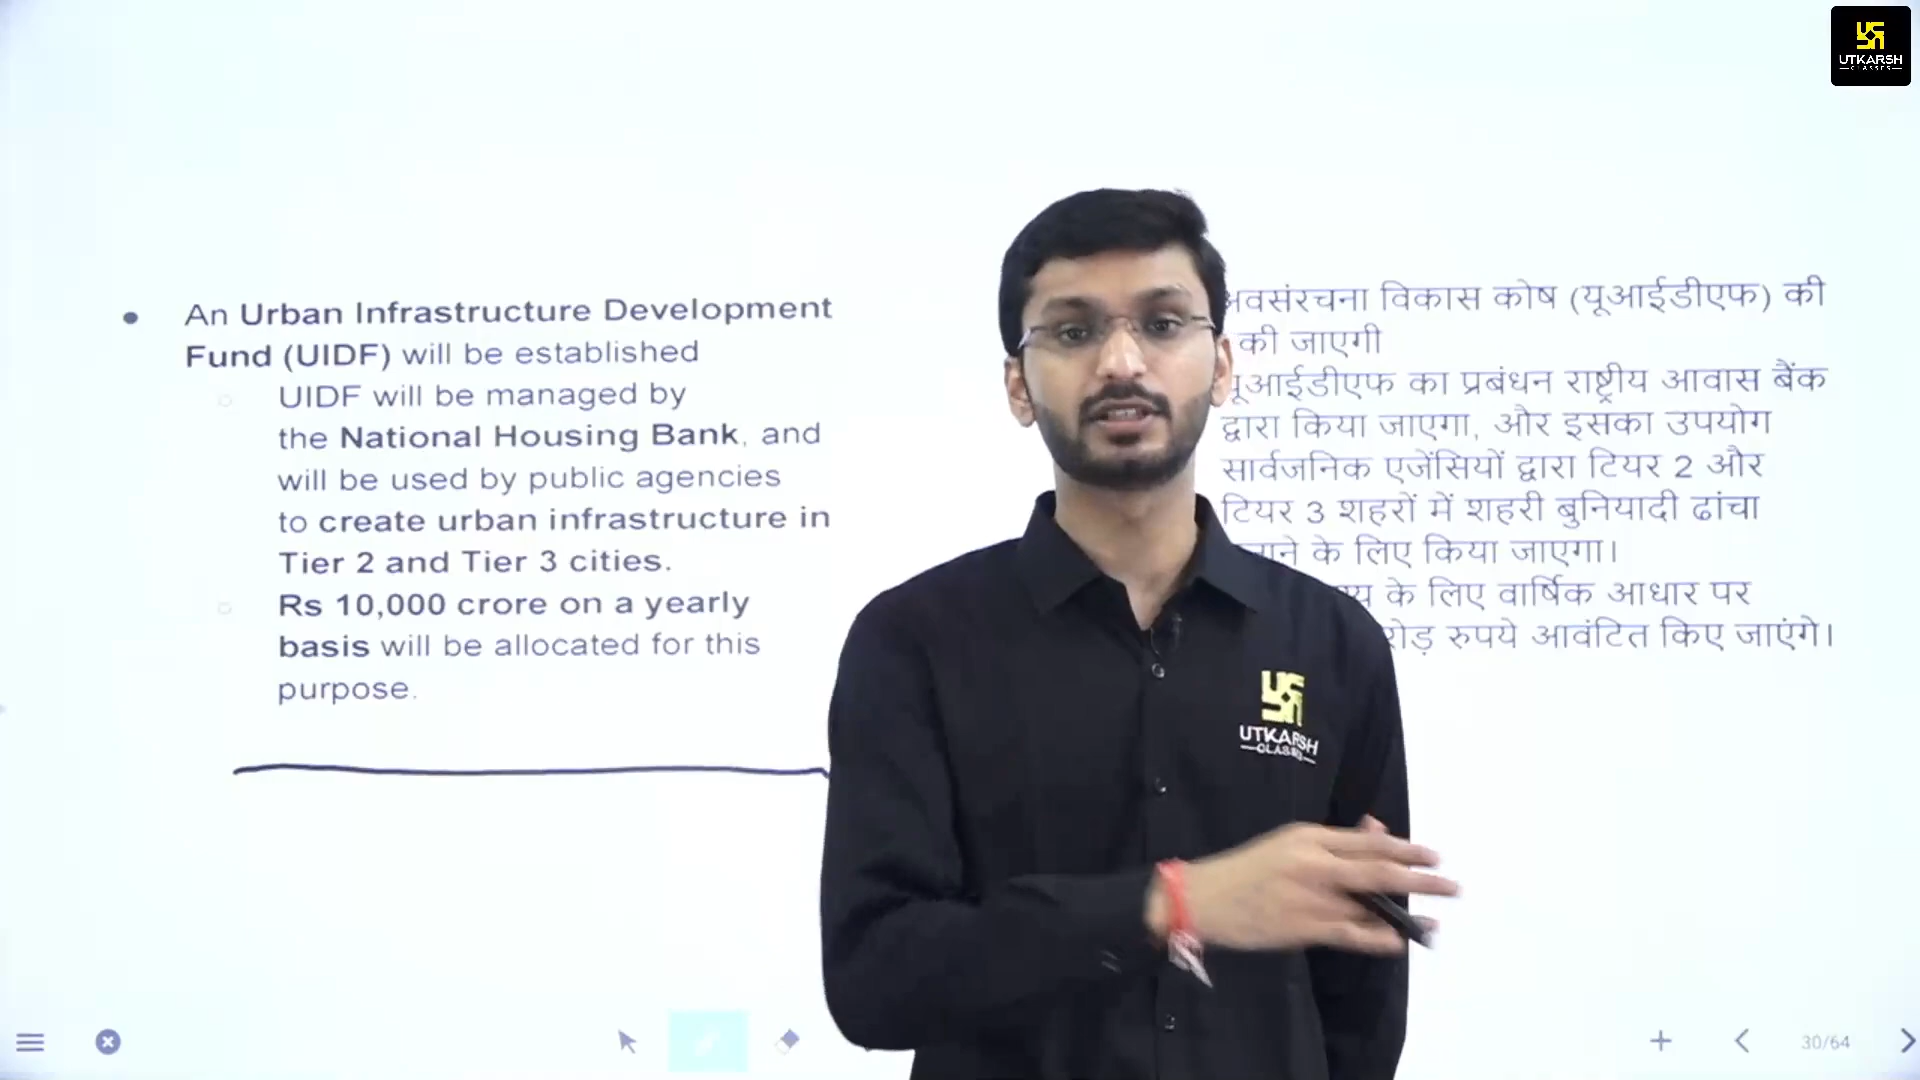 UTKARSH
CLASSES
An Urban Infrastructure Development
Fund (UIDF) will be established
UIDF will be managed by
the National Housing Bank, and
will be used by public agencies
to create urban infrastructure in
Tier 2 and Tier 3 cities.
Rs 10,000 crore on a yearly
basis will be allocated for this
purpose.
अवसंरचना विकास कोष (यूआईडीएफ) की
की जाएगी
यूआईडीएफ का प्रबंधन राष्ट्रीय आवास बैंक
द्वारा किया जाएगा, और इसका उपयोग
सार्वजनिक एजेंसियों द्वारा टियर 2 और
टियर 3 शहरों में शहरी बुनियादी ढांचा
के लिए किया जाएगा।
के लिए वार्षिक आधार पर
रुपये आवंटित किए जाएंगे।
UTKARSH
CLASSES
30/64